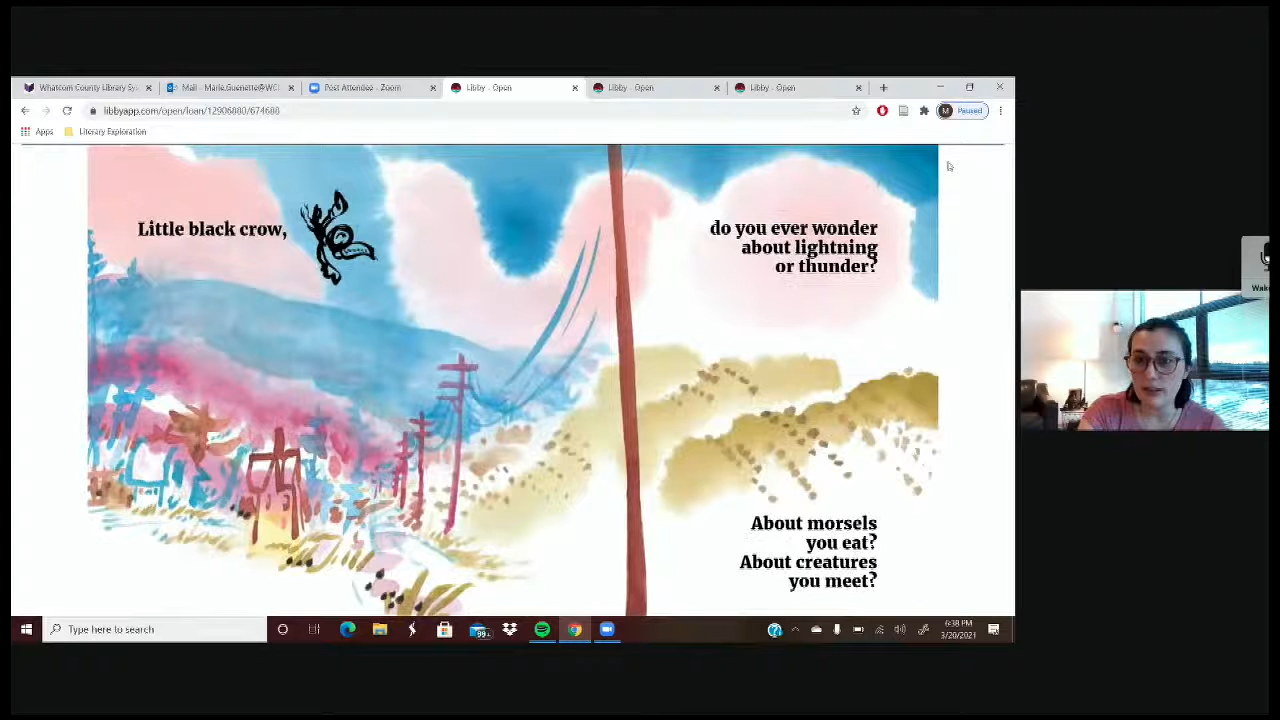 Whatcom County Library Sy
Mail - Marie.Guenette@WC
Post Attendee - Zoom
Libby - Open
Libby - Open
Libby - Open
libbyapp.com/open/loan/12906880/674688
M
Paused
Apps
Literary Exploration
Little black crow,
do you ever wonder
about lightning
or thunder?
About morsels
you eat?
About creatures
you meet?
Type here to search
99+
6:38 PM
3/20/2021